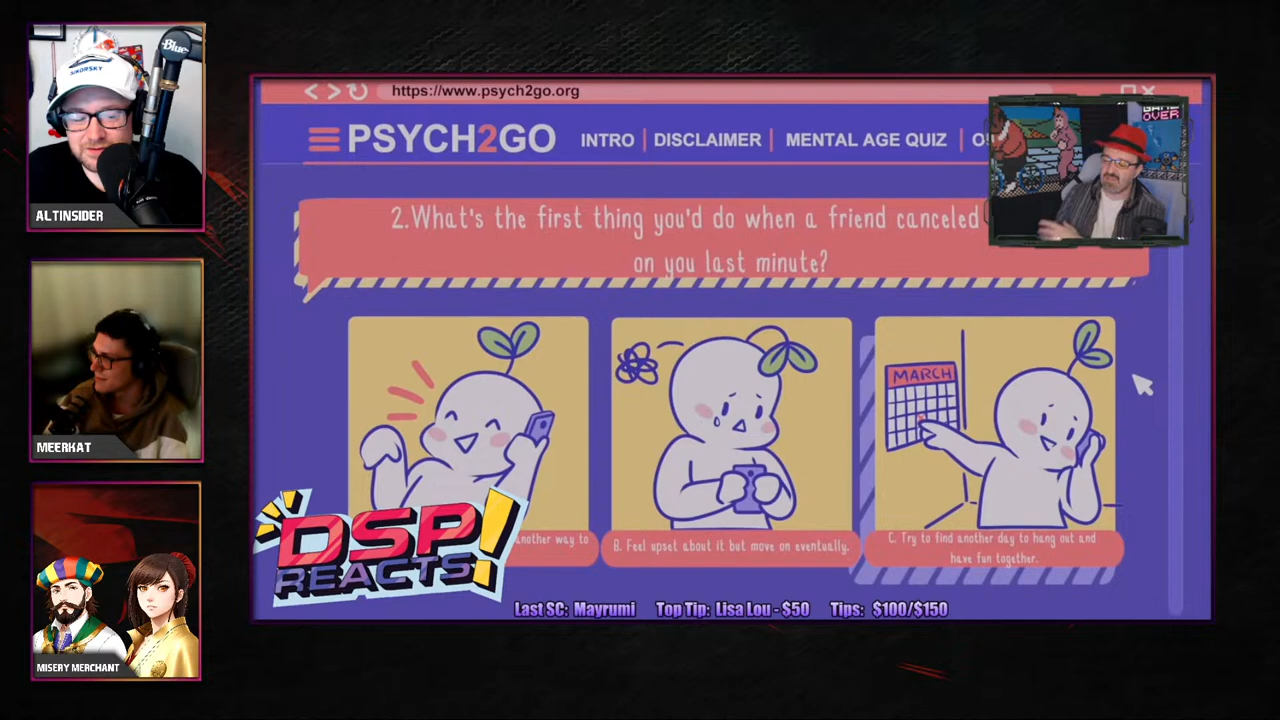 https://www.psych2go.org
PSYCH2GO
INTRO | DISCLAIMER | MENTAL AGE QUIZ |
GAME
OVER
2.What's the first thing you'd do when a friend canceled
on you last minute?
MARCH
another way to
B. Feel upset about it but move on eventually.
C. Try to find another day to hang out and
have fun together.
DSP!
REACTS!
Last SC: Mayrumi Top Tip: Lisa Lou - $50 Tips: $100/$150
SIKORSKY
Blue
ALTINSIDER
MEERKAT
MISERY MERCHANT